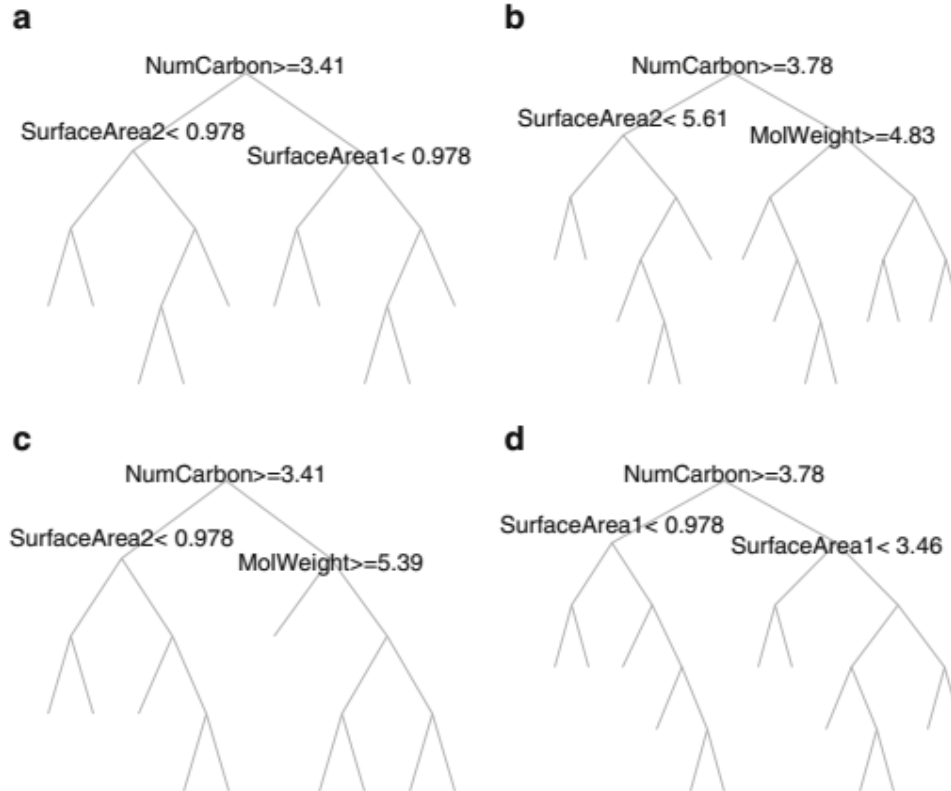 a
NumCarbon>=3.41
SurfaceArea2< 0.978
SurfaceArea1< 0.978
b
NumCarbon>=3.78
SurfaceArea2< 5.61
MolWeight>=4.83
c
NumCarbon>=3.41
SurfaceArea2< 0.978
MolWeight>=5.39
d
NumCarbon>=3.78
SurfaceArea1< 0.978
SurfaceArea1< 3.46